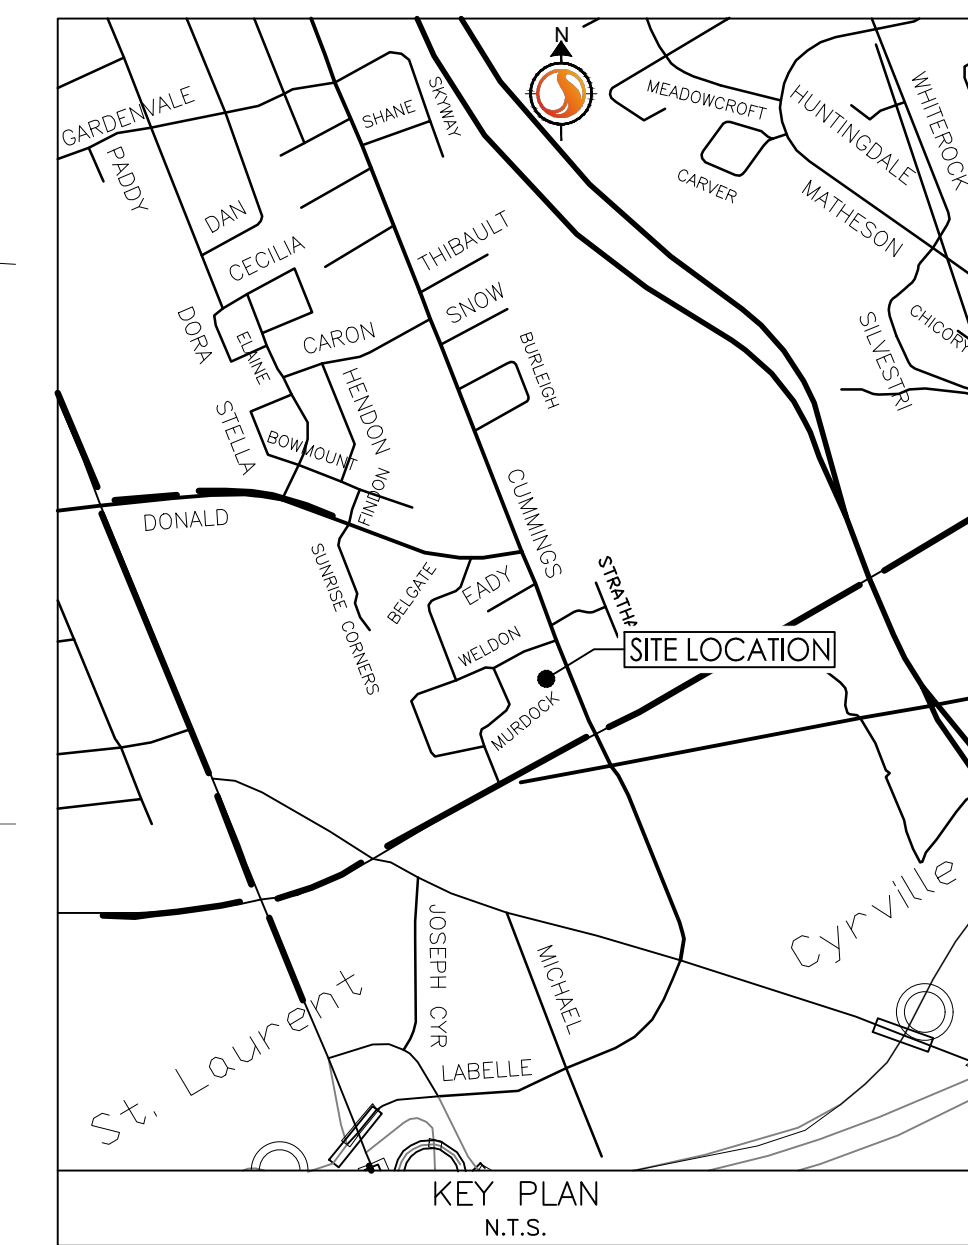 N
GARDENVALE
PADDY
SHANE
SKYWAY
MEADOWCROFT
HUNTINGDALE
WHITEROCK
CARVER
MATHESON
DAN
CECILIA
THIBAULT
SNOW
DORA
ELAINE
CARON
HENDON
BURLEIGH
SILVESTRI
CHICORY
STELLA
BOWMOUNT
FINDON
CUMMINGS
DONALD
SUNRISE CORNERS
BELGATE
EADY
STRATHA
WELDON
SITE LOCATION
MURDOCK
JOSEPH CYR
MICHAEL
Cyrville
St. Laurent
LABELLE
KEY PLAN
N.T.S.